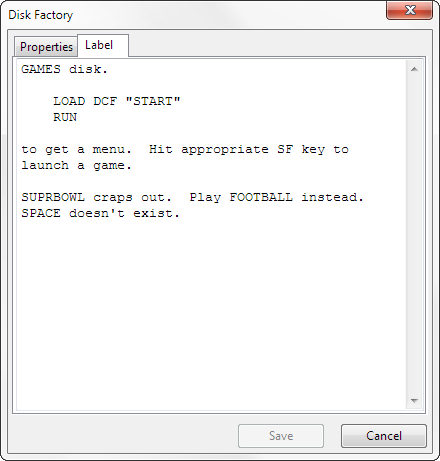 Disk Factory
Properties Label
GAMES disk.
LOAD DCF "START"
RUN
to get a menu.  Hit appropriate SF key to
launch a game.
SUPRBOWL craps out.  Play FOOTBALL instead.
SPACE doesn't exist.
Save Cancel